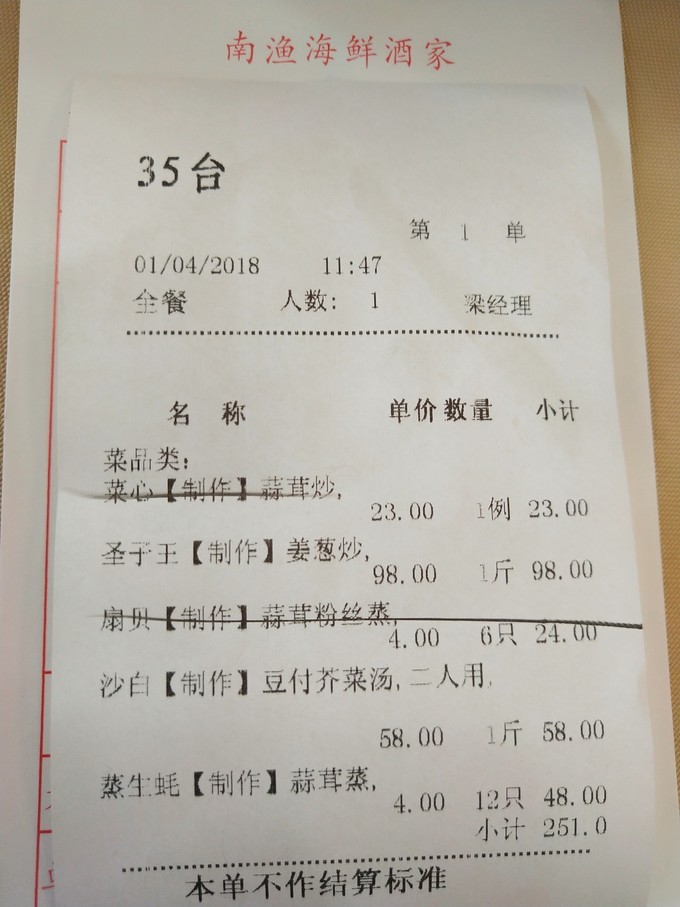 南渔海鲜酒家
35台
第 1 单
01/04/2018 11:47
全餐 人数: 1 梁经理
名 称 单价 数量 小计
菜品类:
菜心【制作】蒜茸炒,
23.00 1例 23.00
圣子王【制作】姜葱炒,
98.00 1斤 98.00
扇贝【制作】蒜茸粉丝蒸,
4.00 6只 24.00
沙白【制作】豆付芥菜汤,二人用,
58.00 1斤 58.00
蒸生蚝【制作】蒜茸蒸,
4.00 12只 48.00
小计 251.0
本单不作结算标准